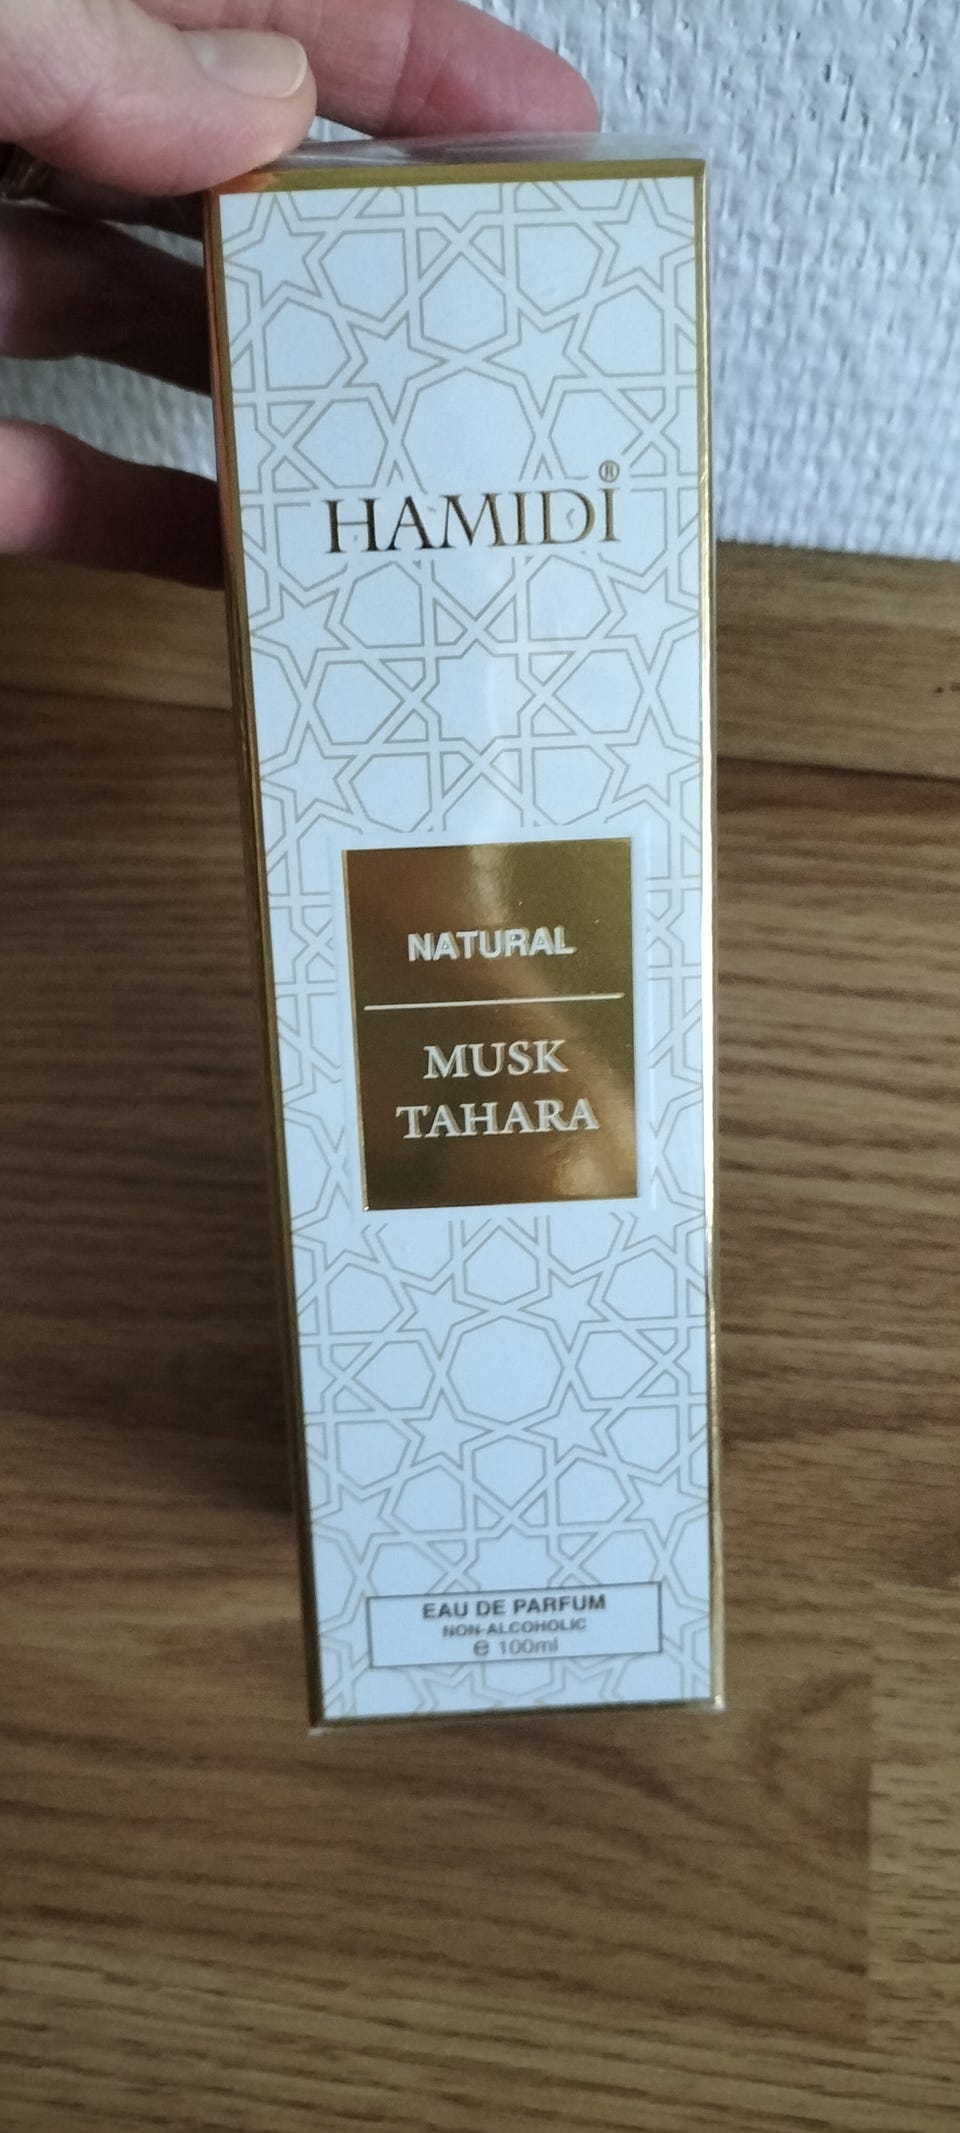 HAMIDI®
NATURAL
MUSK
TAHARA
EAU DE PARFUM
NON-ALCOHOLIC
℮ 100ml